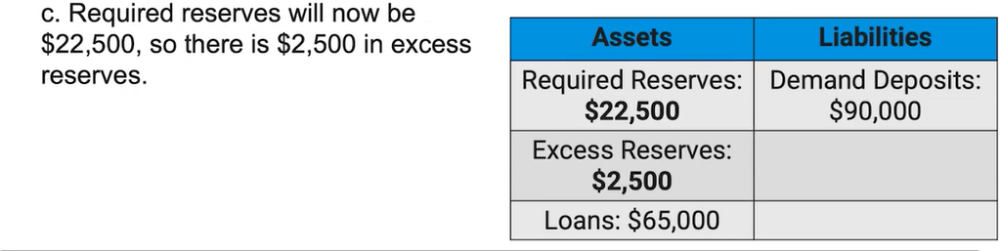 c. Required reserves will now be
$22,500, so there is $2,500 in excess
reserves.
Assets Liabilities
Required Reserves: Demand Deposits:
$22,500 $90,000
Excess Reserves:
$2,500
Loans: $65,000